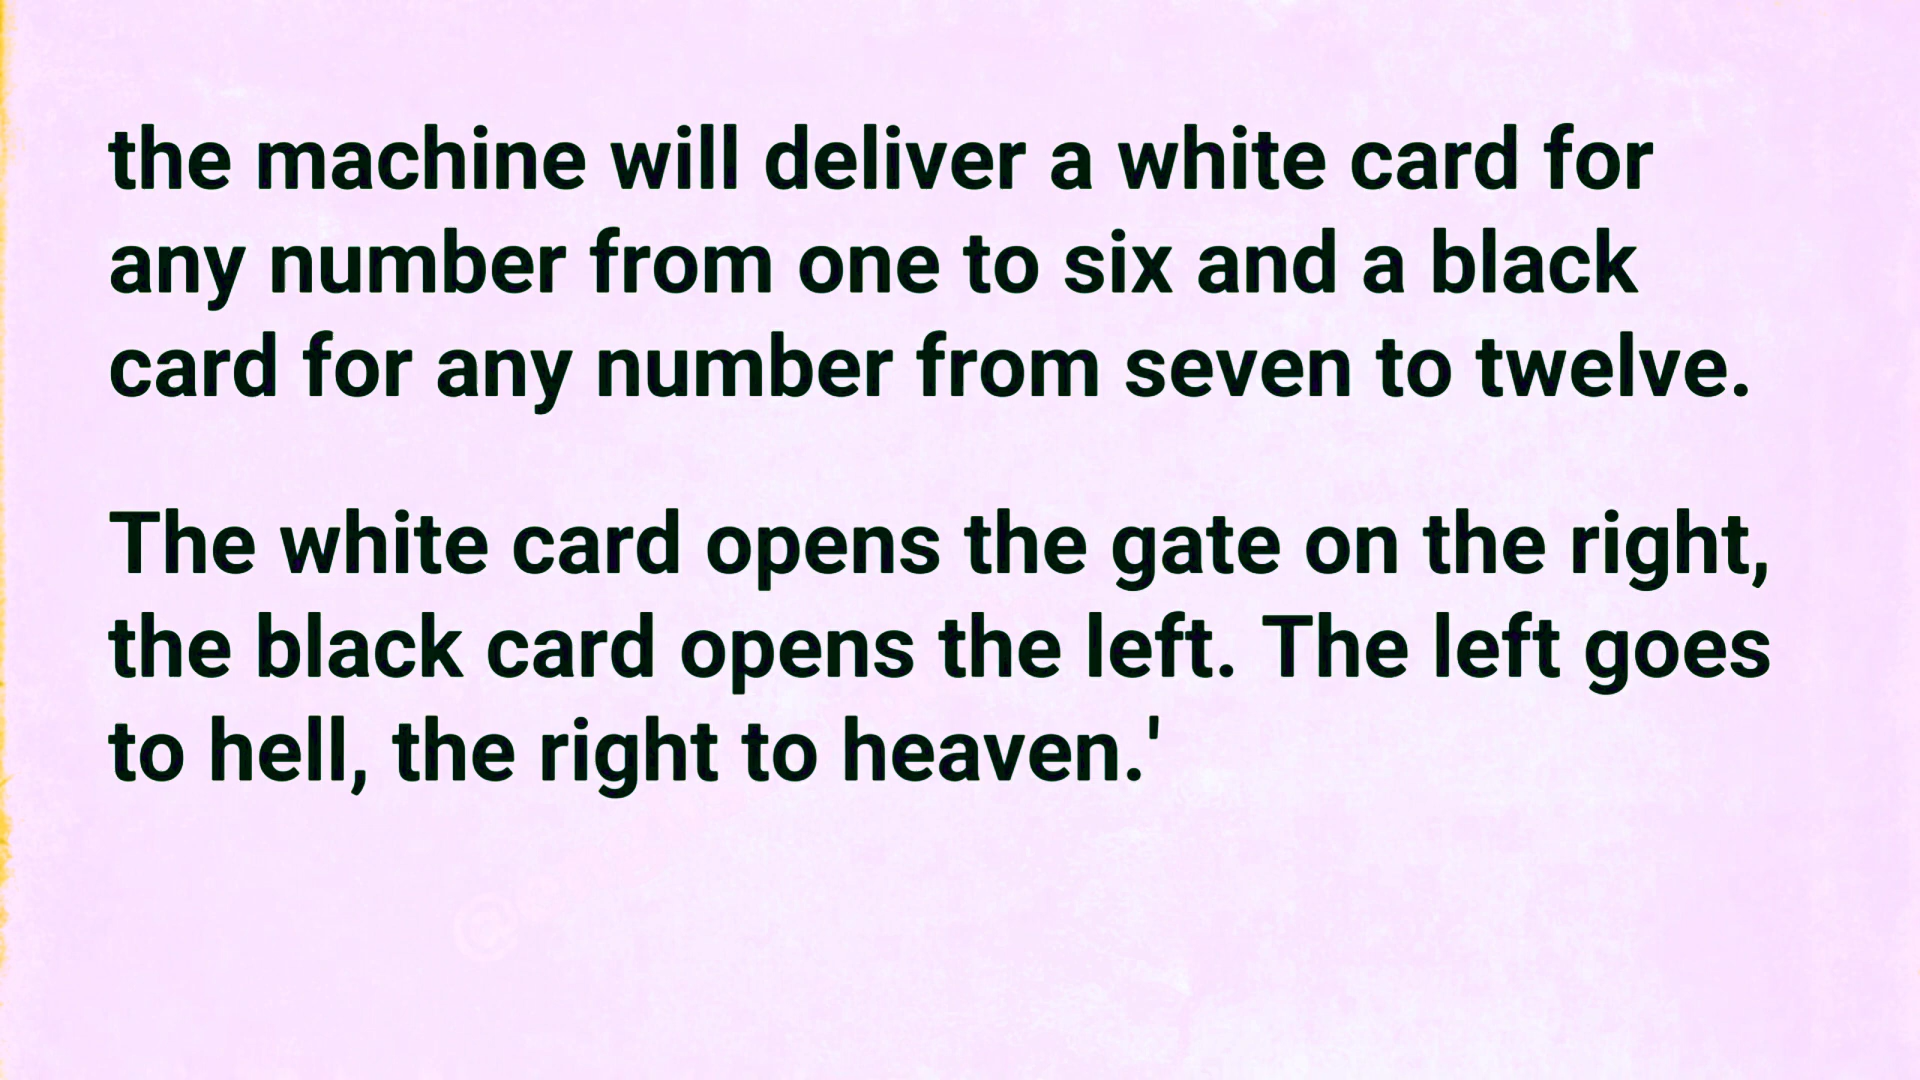 the machine will deliver a white card for
any number from one to six and a black
card for any number from seven to twelve.
The white card opens the gate on the right,
the black card opens the left. The left goes
to hell, the right to heaven.'